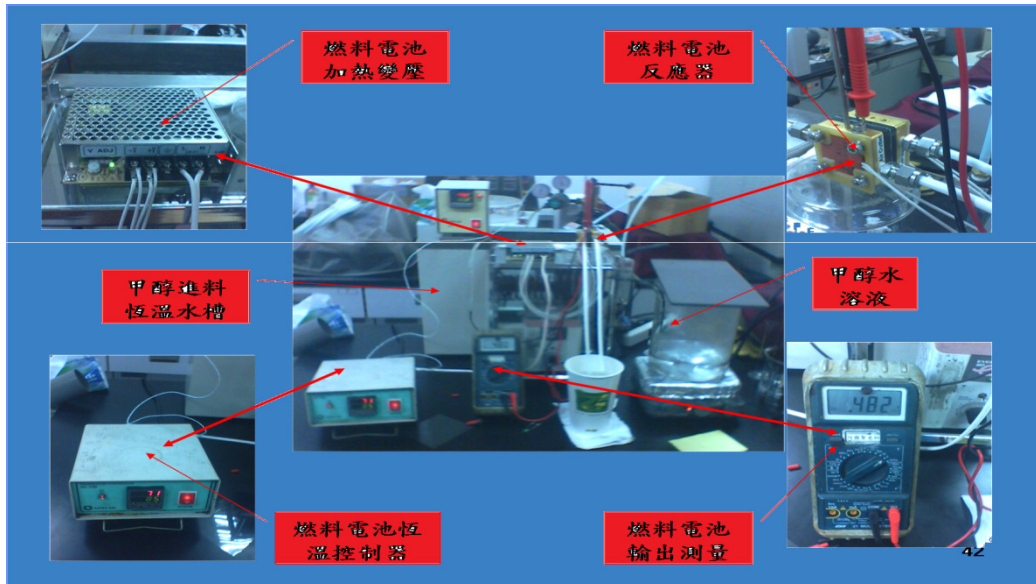 燃料電池
加熱變壓
燃料電池
反應器
V ADJ
甲醇進料
恆溫水槽
甲醇水
溶液
.482
71
燃料電池恆
溫控制器
燃料電池
輸出測量
42